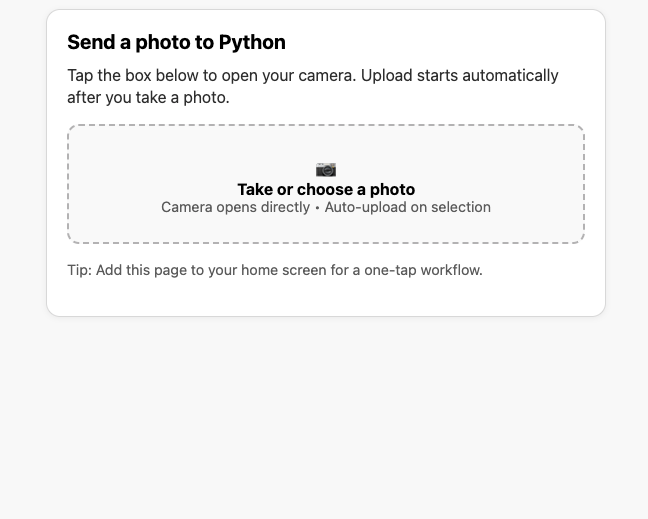 Send a photo to Python
Tap the box below to open your camera. Upload starts automatically
after you take a photo.
Take or choose a photo
Camera opens directly • Auto-upload on selection
Tip: Add this page to your home screen for a one-tap workflow.